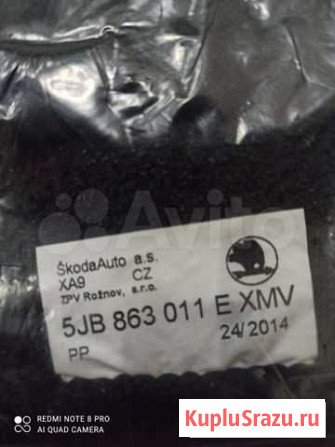 Avito
ŠkodaAuto a.s.
XA9 CZ
ZPV Rožnov, s.r.o.
5JB 863 011 E XMV
24/2014
PP
REDMI NOTE 8 PRO
AI QUAD CAMERA
KupluSrazu.ru